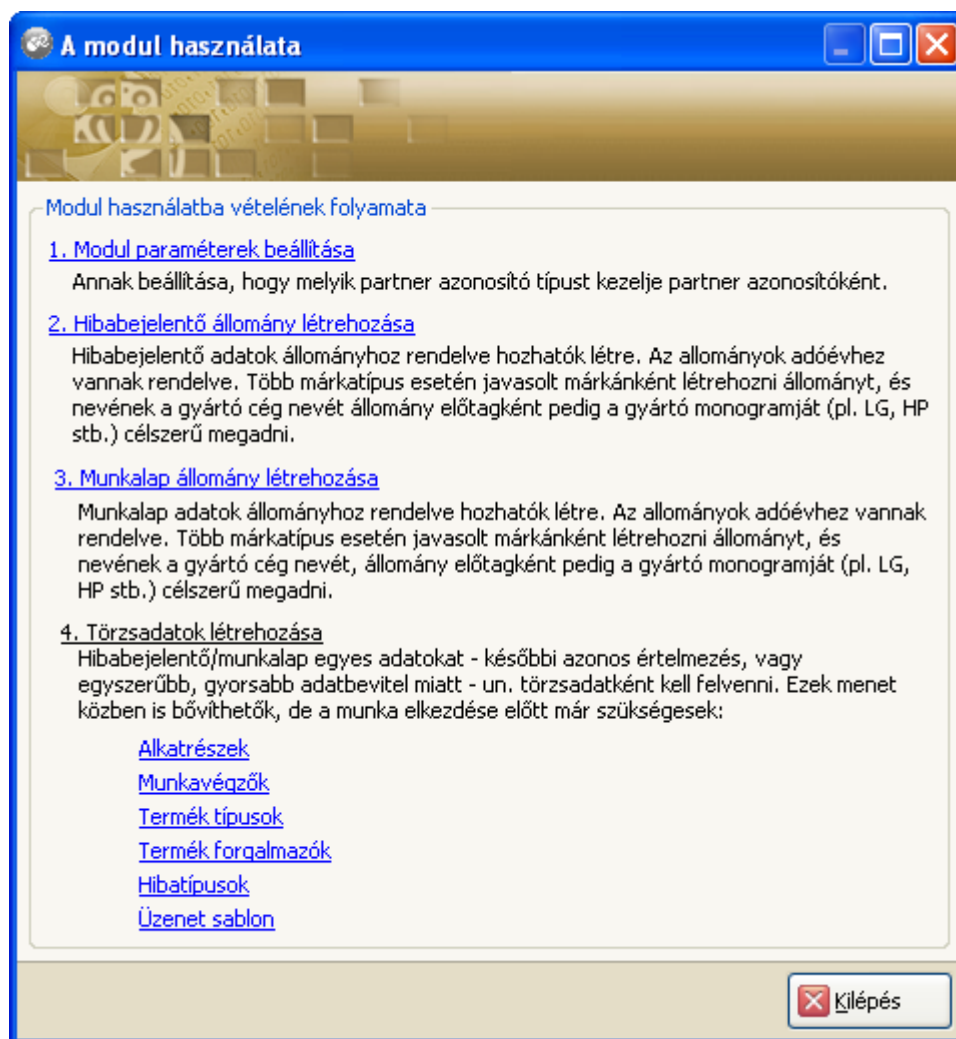 A modul használata
Modul használatba vételének folyamata
1. Modul paraméterek beállítása
Annak beállítása, hogy melyik partner azonosító típust kezelje partner azonosítóként.
2. Hibabejelentő állomány létrehozása
Hibabejelentő adatok állományhoz rendelve hozhatók létre. Az allományok adóévhez
vannak rendelve. Több márkatípus esetén javasolt márkánként létrehozni állományt, és
nevének a gyártó cég nevét állomány előtagként pedig a gyártó monogramját (pl. LG, HP
stb.) célszerű megadni.
3. Munkalap állomány létrehozása
Munkalap adatok állományhoz rendelve hozhatók létre. Az allományok adóévhez vannak
rendelve. Több márkatípus esetén javasolt márkánként létrehozni állományt, és
nevének a gyártó cég nevét, állomány előtagként pedig a gyártó monogramját (pl. LG,
HP stb.) célszerű megadni.
4. Törzsadatok létrehozása
Hibabejelentő/munkalap egyes adatokat - későbbi azonos értelmezés, vagy
egyszerűbb, gyorsabb adatbevitel miatt - un. törzsadatként kell felvenni. Ezek menet
közben is bővíthetők, de a munka elkezdése előtt már szükségesek:
Alkatrészek
Munkavégzők
Termék típusok
Termék forgalmazók
Hibatípusok
Üzenet sablon
Kilépés